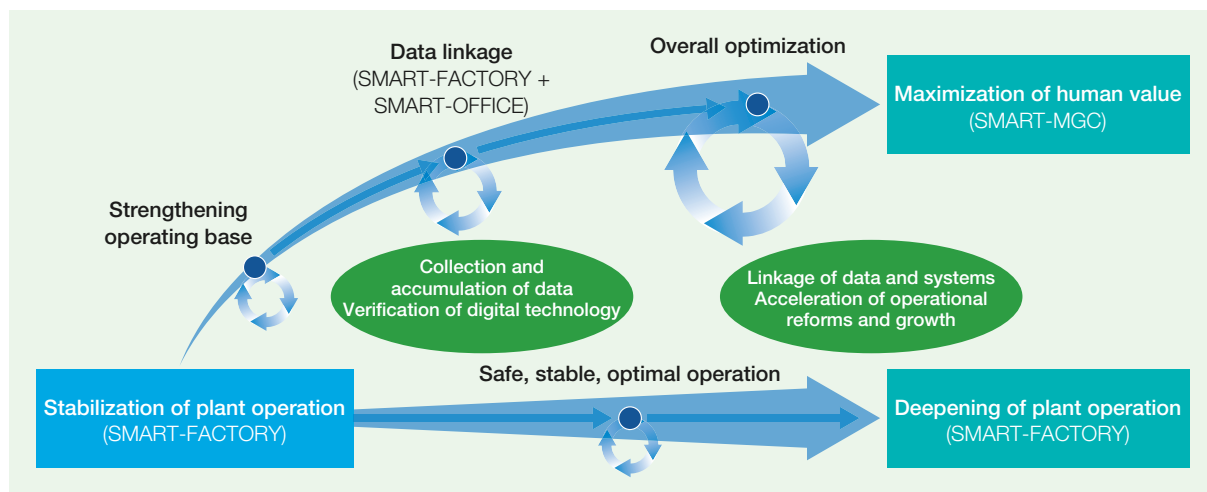 Overall optimization
Data linkage
(SMART-FACTORY +
SMART-OFFICE)
Maximization of human value
(SMART-MGC)
Strengthening
operating base
Collection and
accumulation of data
Verification of digital technology
Linkage of data and systems
Acceleration of operational
reforms and growth
Safe, stable, optimal operation
Stabilization of plant operation
(SMART-FACTORY)
Deepening of plant operation
(SMART-FACTORY)